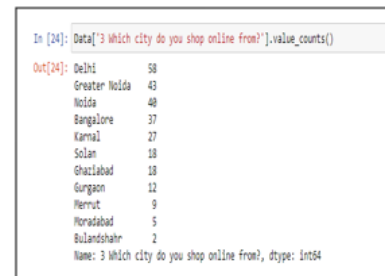 In [24]: Data['3 Which city do you shop online from?'].value_counts()
Out[24]: Delhi 58
Greater Noida 43
Noida 40
Bangalore 37
Karnal 27
Solan 18
Ghaziabad 18
Gurgaon 12
Merrut 9
Moradabad 5
Bulandshahr 2
Name: 3 Which city do you shop online from?, dtype: int64